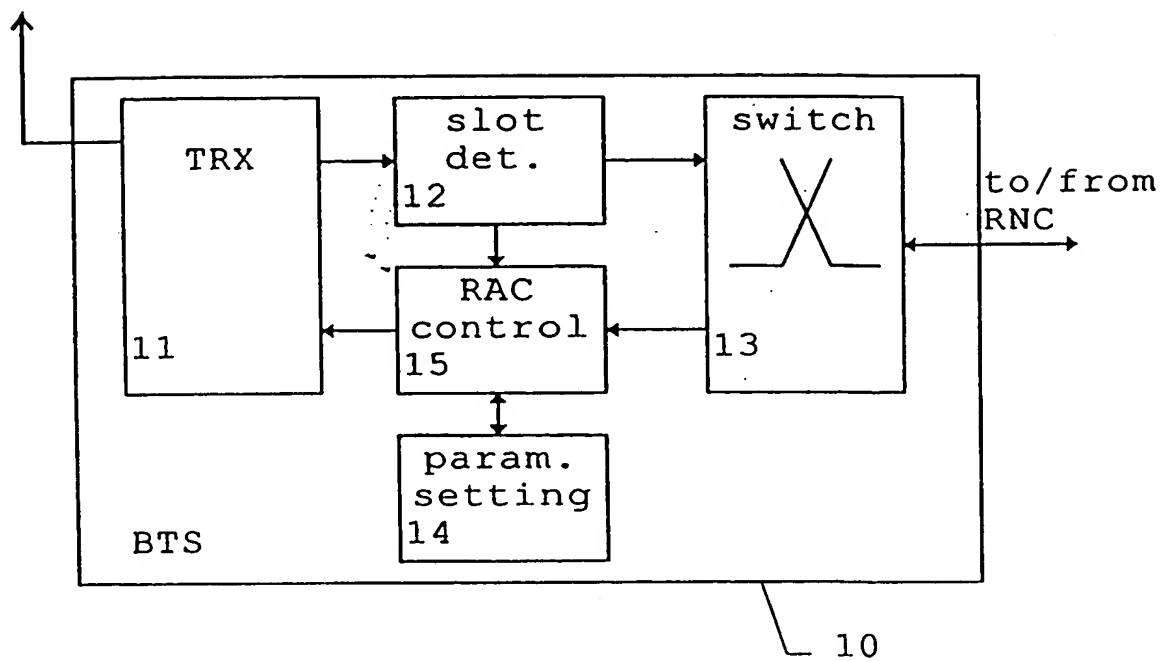 TRX
11
slot
det.
12
switch
13
to/from
RNC
RAC
control
15
param.
setting
14
BTS
10